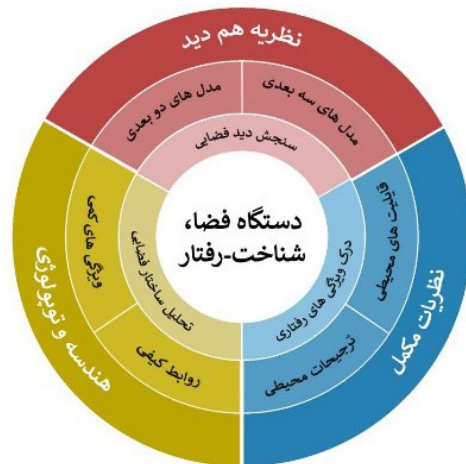 نظریه هم دید
مدل های سه بعدی
مدل های دو بعدی
سنجش دید فضایی
دستگاه فضا،
شناخت-رفتار
نظریات مکمل
قابلیت های محیطی
ترجیحات محیطی
درک ویژگی های رفتاری
هندسه و توپولوژی
ویژگی های کمی
روابط کیفی
تحلیل ساختار فضایی